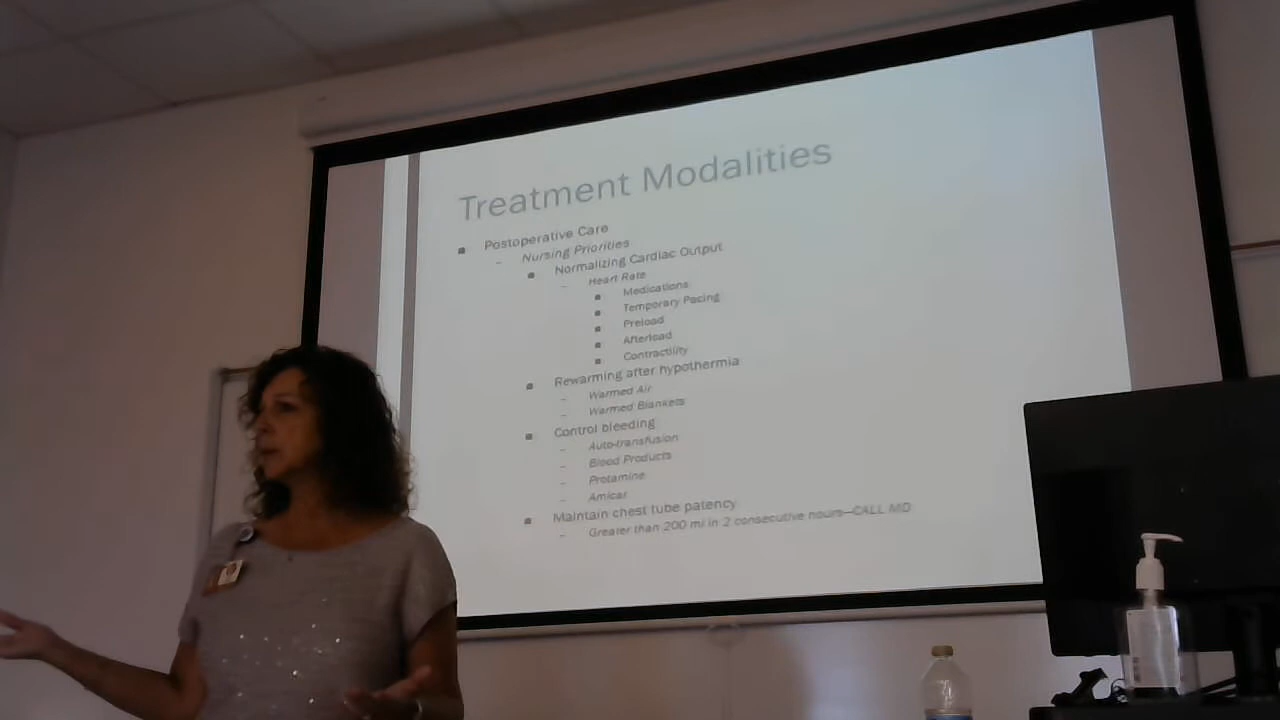 Treatment Modalities
Postoperative Care
Nursing Priorities
Normalizing Cardiac Output
Heart Rate
Medications
Temporary Pacing
Preload
Afterload
Contractility
Rewarming after hypothermia
Warmed Air
Warmed Blankets
Control bleeding
Auto-transfusion
Blood Products
Protamine
Amicar
Maintain chest tube patency
Greater than 200 ml in 2 consecutive hours—CALL MD